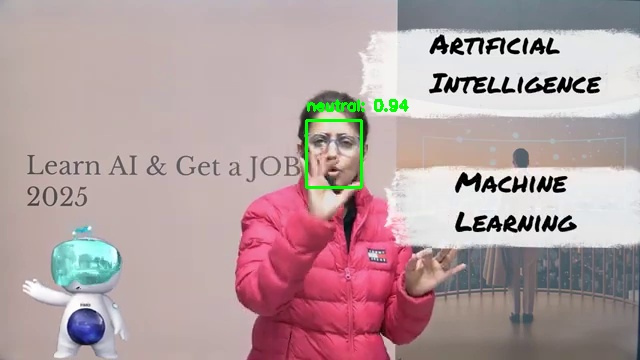 Artificial
Intelligence
neutral: 0.94
Learn AI & Get a JOB
2025
Machine
Learning